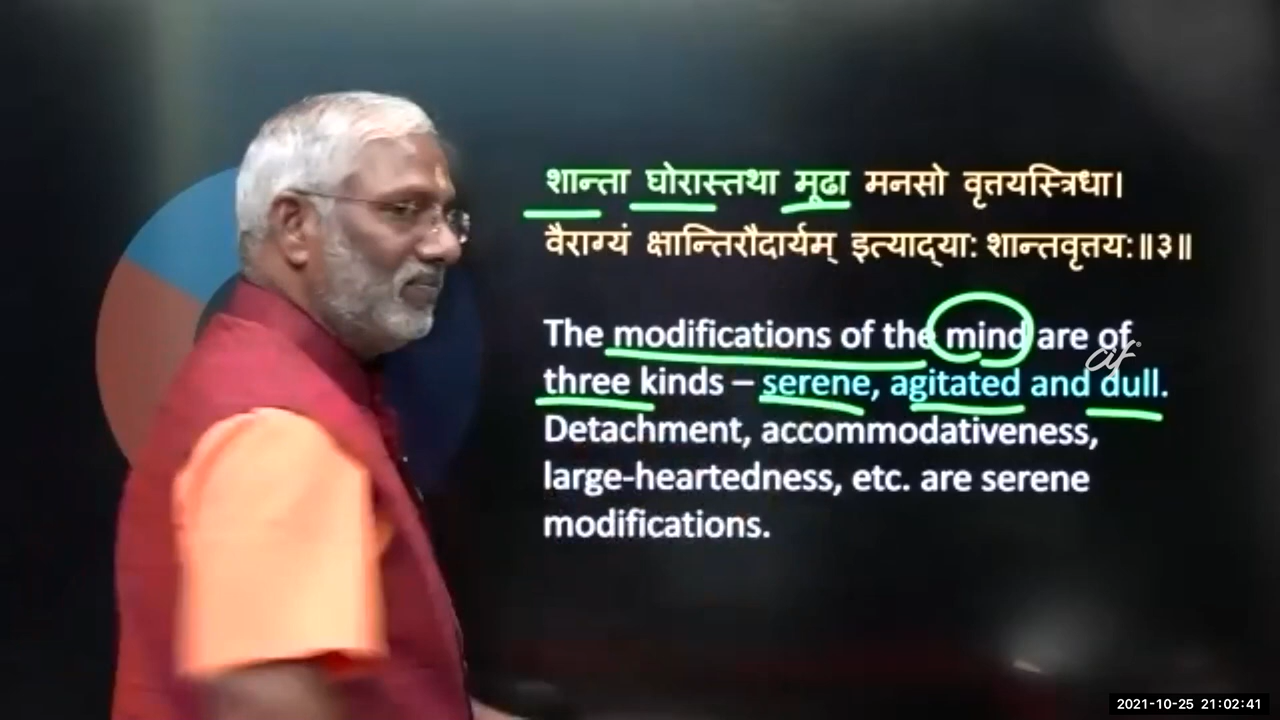 शान्ता घोरास्तथा मूढा मनसो वृत्तयस्त्रिधा।
वैराग्यं क्षान्तिरौदार्यम् इत्याद्या: शान्तवृत्तय:॥३॥
The modifications of the mind are of
three kinds – serene, agitated and dull.
Detachment, accommodativeness,
large-heartedness, etc. are serene
modifications.
cif
2021-10-25 21:02:41